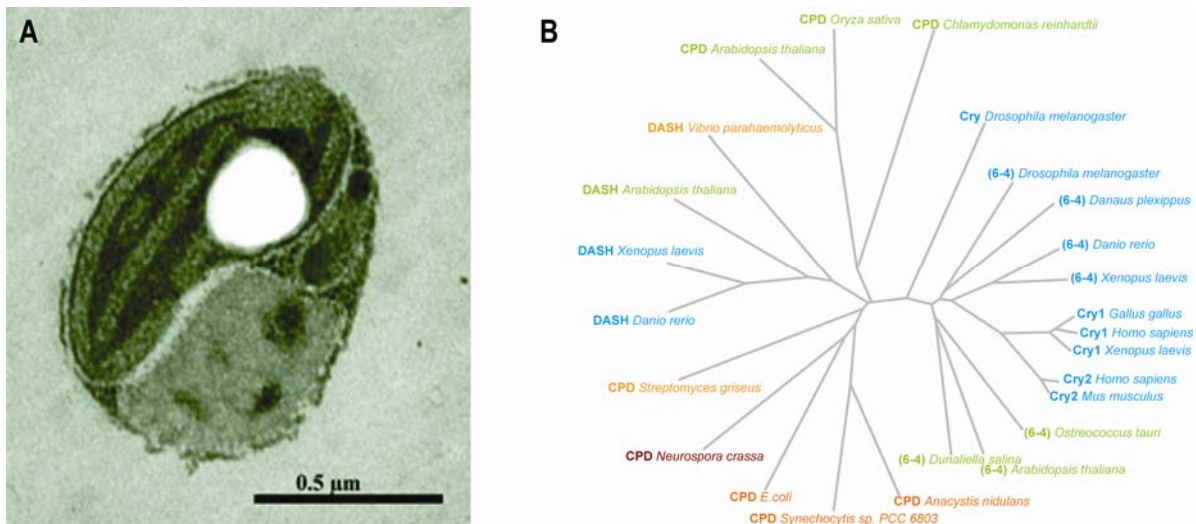 A
0.5 µm
B
CPD Oryza sativa
CPD Chlamydomonas reinhardtii
CPD Arabidopsis thaliana
Cry Drosophila melanogaster
DASH Vibrio parahaemolyticus
(6-4) Drosophila melanogaster
DASH Arabidopsis thaliana
(6-4) Danaus plexippus
DASH Xenopus laevis
(6-4) Danio rerio
(6-4) Xenopus laevis
DASH Danio rerio
Cry1 Gallus gallus
Cry1 Homo sapiens
Cry1 Xenopus laevis
Cry2 Homo sapiens
CPD Streptomyces griseus
Cry2 Mus musculus
(6-4) Ostreococcus tauri
CPD Neurospora crassa
(6-4) Dunaliella salina
(6-4) Arabidopsis thaliana
CPD E.coli
CPD Anacystis nidulans
CPD Synechocytis sp. PCC 6803